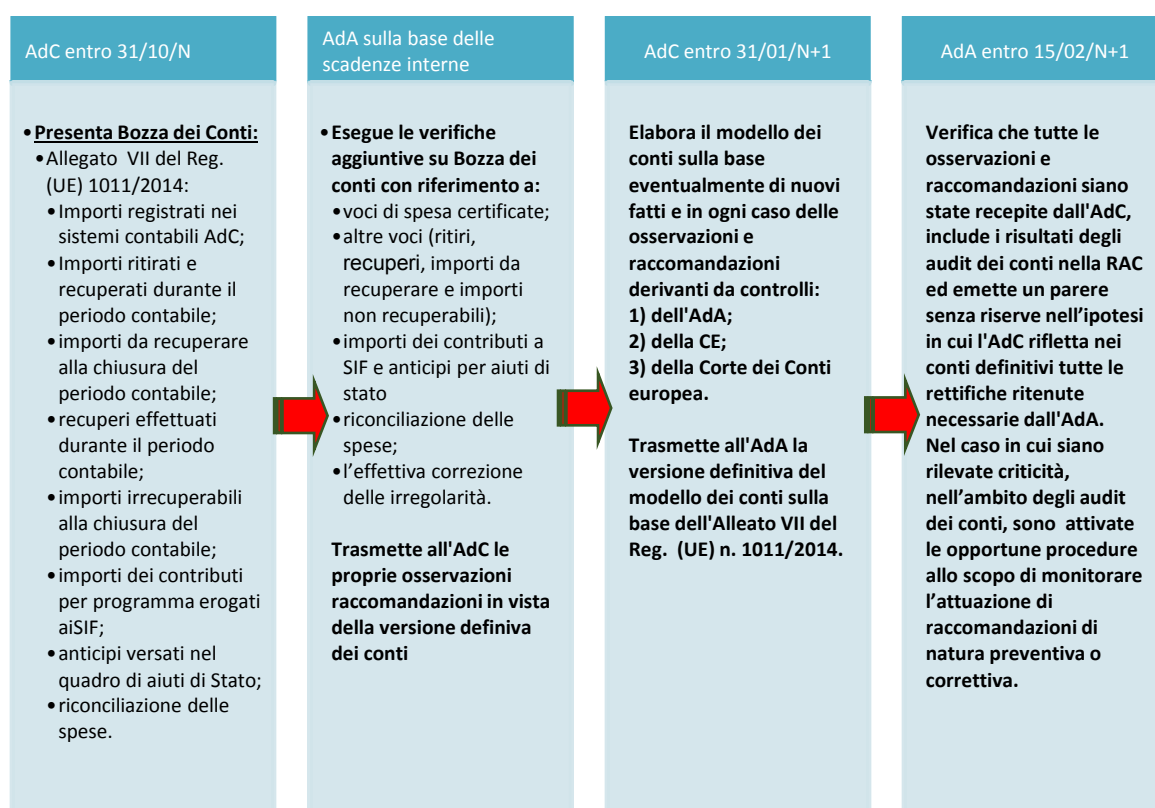 AdC entro 31/10/N
•Presenta Bozza dei Conti:
•Allegato VII del Reg.
(UE) 1011/2014:
•Importi registrati nei
sistemi contabili AdC;
•Importi ritirati e
recuperati durante il
periodo contabile;
•importi da recuperare
alla chiusura del
periodo contabile;
•recuperi effettuati
durante il periodo
contabile;
•importi irrecuperabili
alla chiusura del
periodo contabile;
•importi dei contributi
per programma erogati
aiSIF;
•anticipi versati nel
quadro di aiuti di Stato;
•riconciliazione delle
spese.
AdA sulla base delle
scadenze interne
•Esegue le verifiche
aggiuntive su Bozza dei
conti con riferimento a:
•voci di spesa certificate;
•altre voci (ritiri,
recuperi, importi da
recuperare e importi
non recuperabili);
•importi dei contributi a
SIF e anticipi per aiuti di
stato
•riconciliazione delle
spese;
•l'effettiva correzione
delle irregolarità.
Trasmette all'AdC le
proprie osservazioni
raccomandazioni in vista
della versione definiva
dei conti
AdC entro 31/01/N+1
Elabora il modello dei
conti sulla base
eventualmente di nuovi
fatti e in ogni caso delle
osservazioni e
raccomandazioni
derivanti da controlli:
1) dell'AdA;
2) della CE;
3) della Corte dei Conti
europea.
Trasmette all'AdA la
versione definitiva del
modello dei conti sulla
base dell'Alleato VII del
Reg. (UE) n. 1011/2014.
AdA entro 15/02/N+1
Verifica che tutte le
osservazioni e
raccomandazioni siano
state recepite dall'AdC,
include i risultati degli
audit dei conti nella RAC
ed emette un parere
senza riserve nell'ipotesi
in cui l'AdC rifletta nei
conti definitivi tutte le
rettifiche ritenute
necessarie dall'AdA.
Nel caso in cui siano
rilevate criticità,
nell'ambito degli audit
dei conti, sono attivate
le opportune procedure
allo scopo di monitorare
l'attuazione di
raccomandazioni di
natura preventiva o
correttiva.